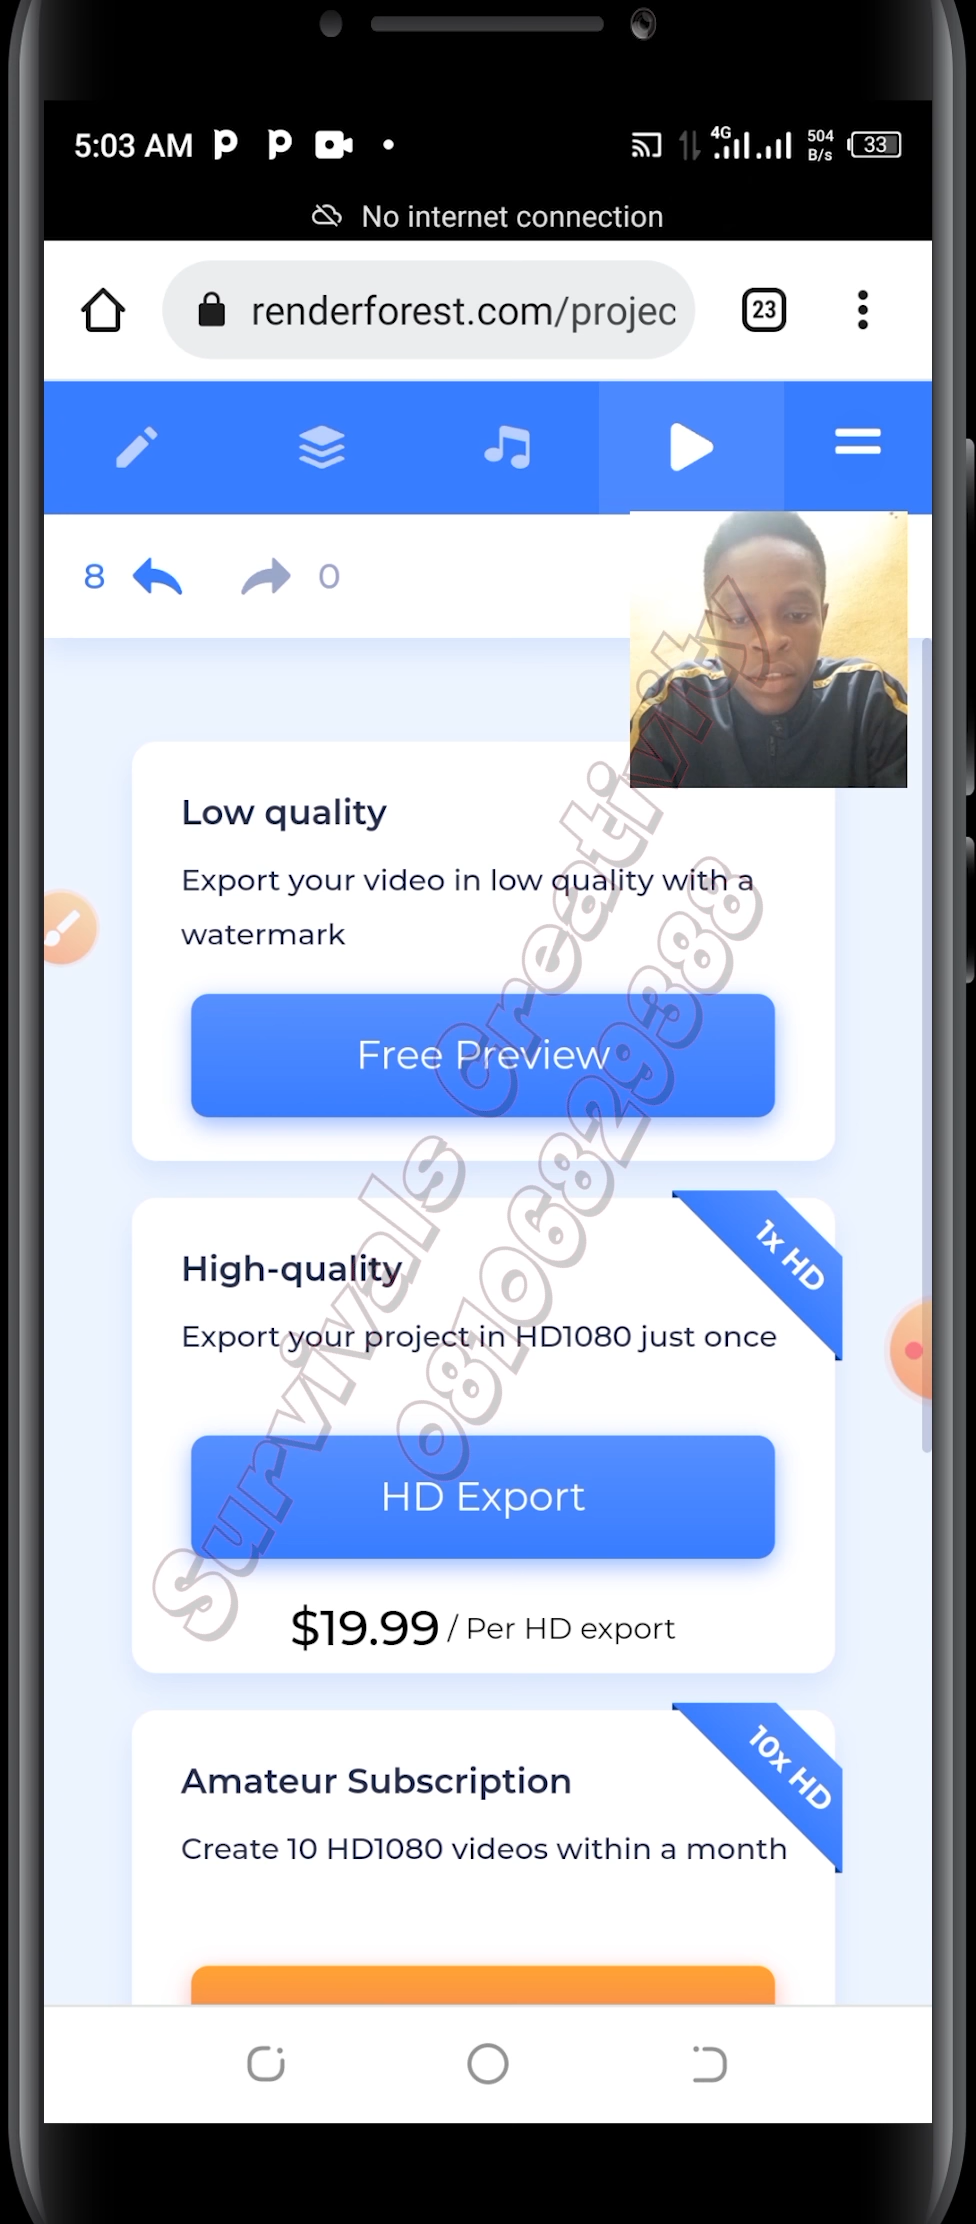 5:03 AM
4G
504
B/s
33
No internet connection
renderforest.com/projec
23
8
0
Low quality
Export your video in low quality with a
watermark
Free Preview
1x HD
High-quality
Export your project in HD1080 just once
HD Export
$19.99 / Per HD export
10x HD
Amateur Subscription
Create 10 HD1080 videos within a month
Survivals Creativity
08106829388